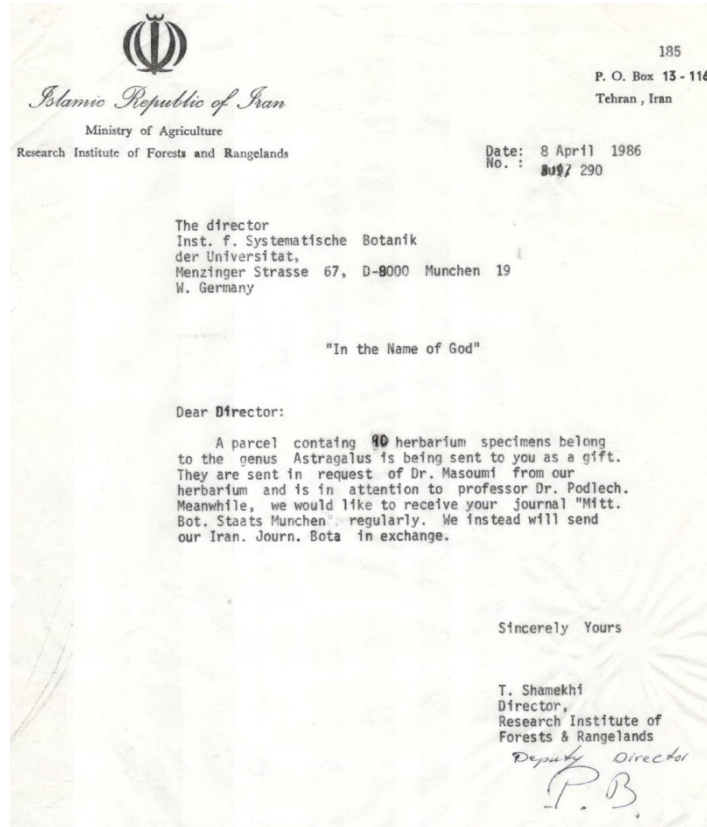 185
P. O. Box 13 - 116
Tehran , Iran
Islamic Republic of Iran
Ministry of Agriculture
Research Institute of Forests and Rangelands
Date: 8 April 1986
No. : 290
The director
Inst. f. Systematische Botanik
der Universitat,
Menzinger Strasse 67, D-8000 Munchen 19
W. Germany
"In the Name of God"
Dear Director:
A parcel containg 90 herbarium specimens belong
to the genus Astragalus is being sent to you as a gift.
They are sent in request of Dr. Masoumi from our
herbarium and is in attention to professor Dr. Podlech.
Meanwhile, we would like to receive your journal "Mitt.
Bot. Staats Munchen". regularly. We instead will send
our Iran. Journ. Bota in exchange.
Sincerely Yours
T. Shamekhi
Director,
Research Institute of
Forests & Rangelands
Deputy Director
P. B.